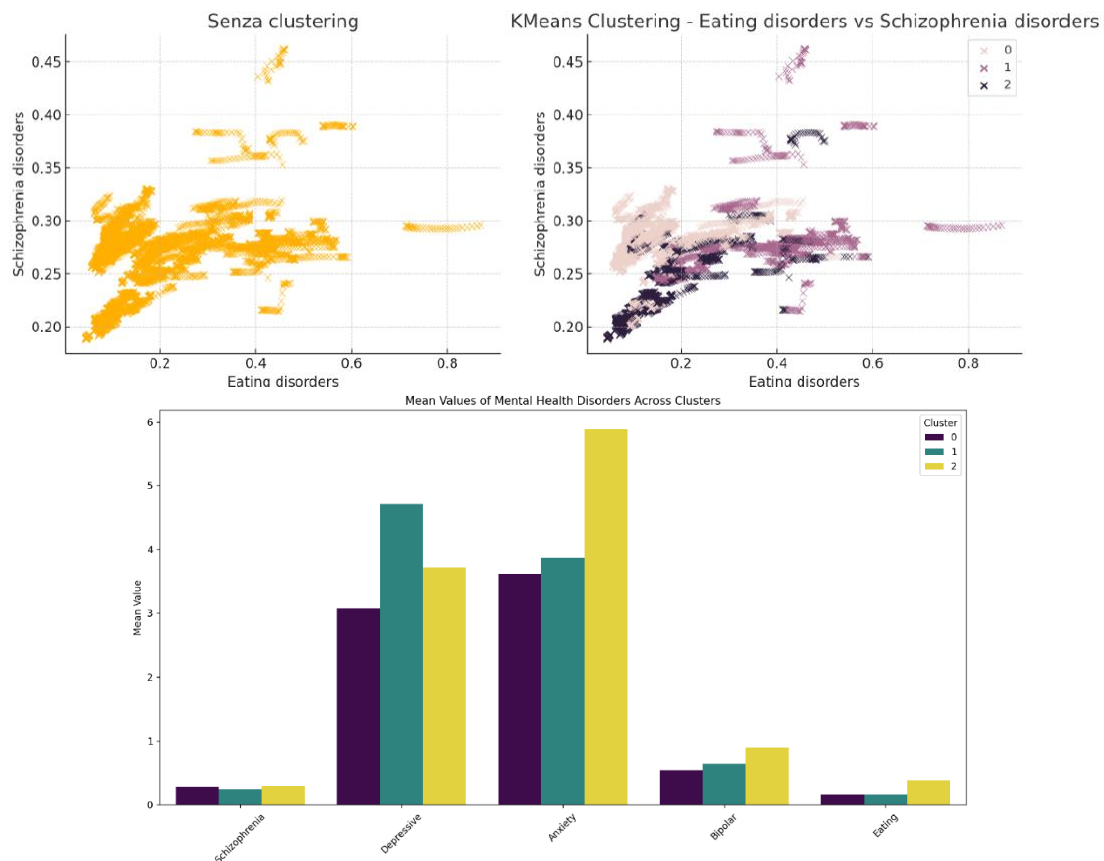 Senza clustering
Schizophrenia disorders
0.45
0.40
0.35
0.30
0.25
0.20
0.2
0.4
0.6
0.8
Eating disorders
KMeans Clustering - Eating disorders vs Schizophrenia disorders
0
1
2
Schizophrenia disorders
0.45
0.40
0.35
0.30
0.25
0.20
0.2
0.4
0.6
0.8
Eating disorders
Mean Values of Mental Health Disorders Across Clusters
Cluster
0
1
2
Mean Value
6
5
4
3
2
1
0
Schizophrenia
Depressive
Anxiety
Bipolar
Eating